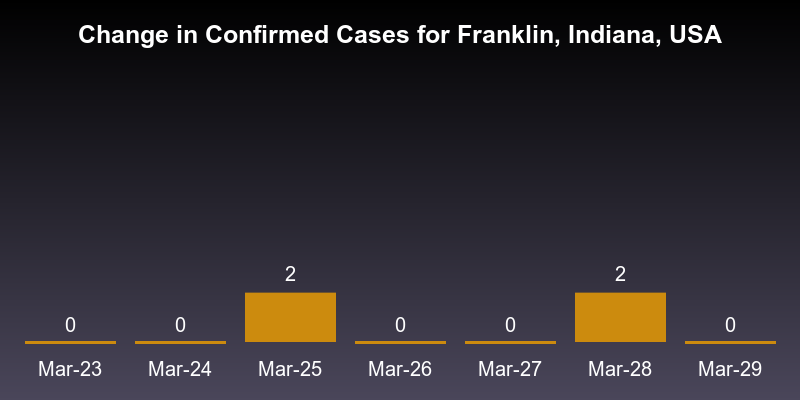 Change in Confirmed Cases for Franklin, Indiana, USA
2 2
0 0 0 0 0
Mar-23 Mar-24 Mar-25 Mar-26 Mar-27 Mar-28 Mar-29